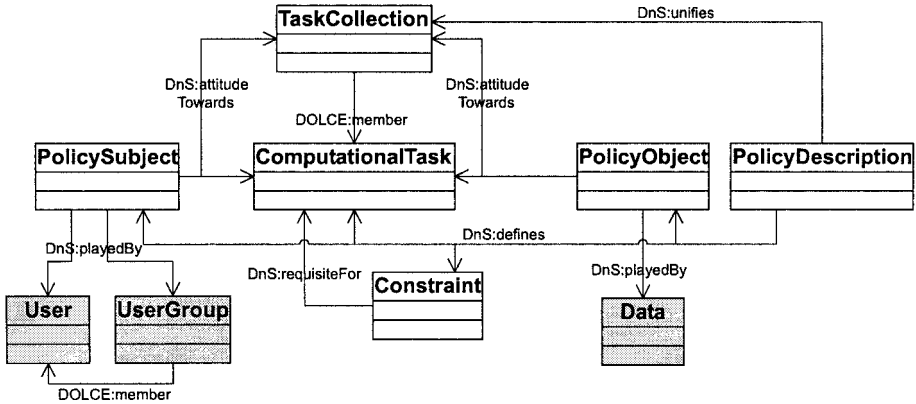 TaskCollection
DnS:unifies
DnS:attitude
Towards
DnS:attitude
Towards
DOLCE:member
PolicySubject
ComputationalTask
PolicyObject
PolicyDescription
DnS:playedBy
DnS:defines
DnS:requisiteFor
DnS:playedBy
Constraint
User
UserGroup
Data
DOLCE:member